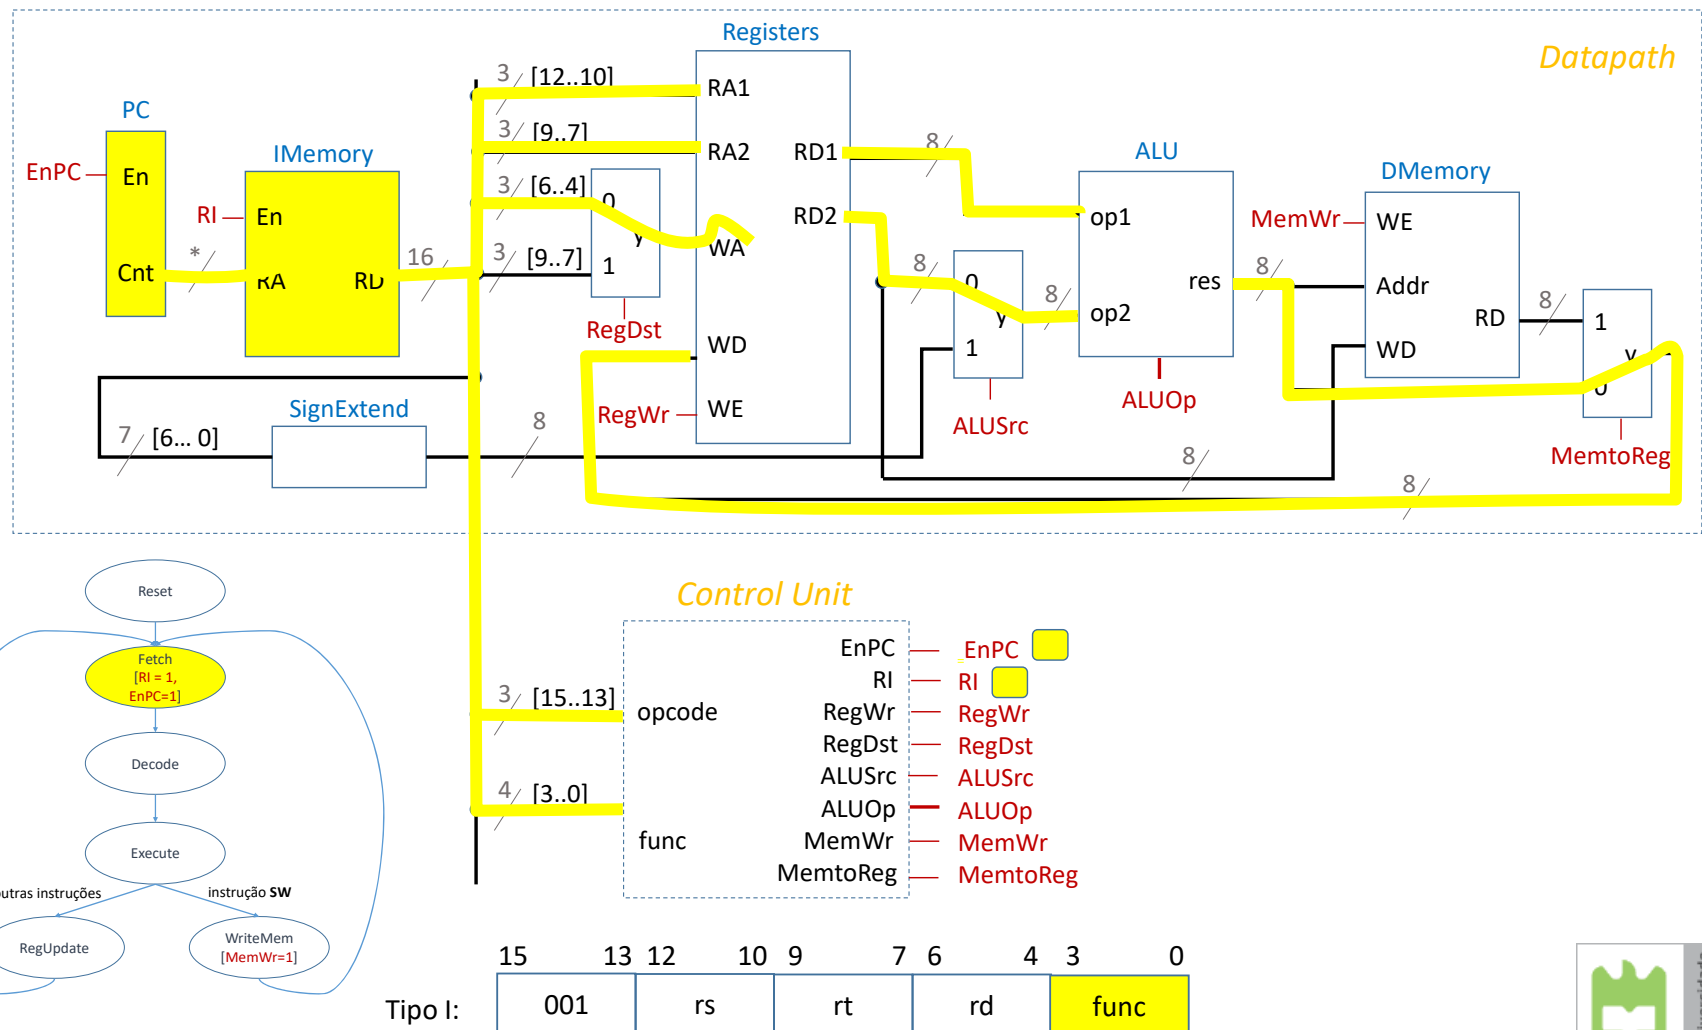 Registers
Datapath
3 [12..10]
RA1
PC
3 [9..7]
RA2
RD1
8
IMemory
ALU
DMemory
EnPC
En
3 [6..4]
0
y
WA
RD2
op1
MemWr
WE
RI
En
*
Cnt
RA
RD
16
3 [9..7]
1
8
0
y
8
op2
res
8
Addr
RD
8
1
y
0
RegDst
WD
1
WD
ALUOp
SignExtend
RegWr
WE
ALUSrc
7 [6... 0]
8
8
MemtoReg
8
Reset
Fetch
[RI = 1,
EnPC=1]
Decode
Execute
outras instruções
instrução SW
RegUpdate
WriteMem
[MemWr=1]
Control Unit
EnPC EnPC
RI RI
3 [15..13]
opcode
RegWr RegWr
RegDst RegDst
ALUSrc ALUSrc
4 [3..0]
ALUOp ALUOp
func
MemWr MemWr
MemtoReg MemtoReg
15 13 12 10 9 7 6 4 3 0
Tipo I: 001 rs rt rd func